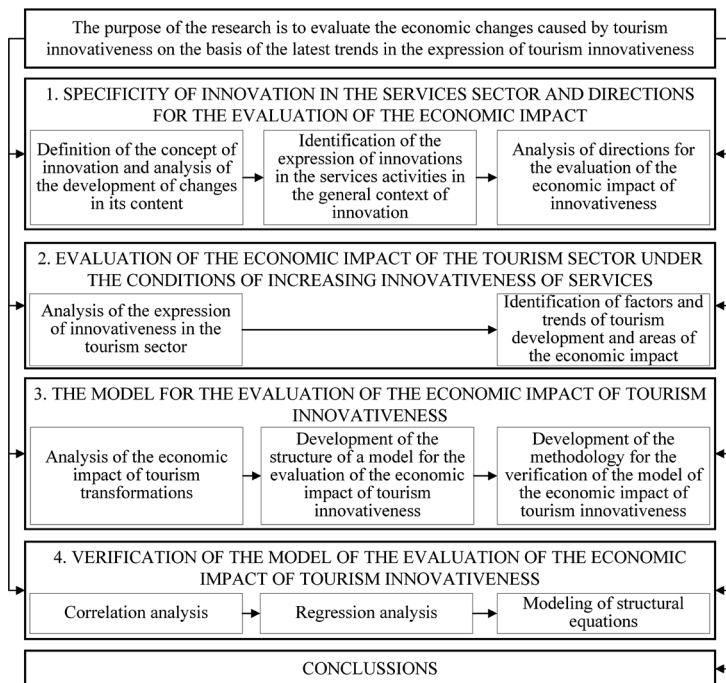 The purpose of the research is to evaluate the economic changes caused by tourism
innovativeness on the basis of the latest trends in the expression of tourism innovativeness
1. SPECIFICITY OF INNOVATION IN THE SERVICES SECTOR AND DIRECTIONS
FOR THE EVALUATION OF THE ECONOMIC IMPACT
Definition of the concept of
innovation and analysis of
the development of changes
in its content
Identification of the
expression of innovations
in the services activities in
the general context of
innovation
Analysis of directions for
the evaluation of the
economic impact of
innovativeness
2. EVALUATION OF THE ECONOMIC IMPACT OF THE TOURISM SECTOR UNDER
THE CONDITIONS OF INCREASING INNOVATIVENESS OF SERVICES
Analysis of the expression
of innovativeness in the
tourism sector
Identification of factors and
trends of tourism
development and areas of
the economic impact
3. THE MODEL FOR THE EVALUATION OF THE ECONOMIC IMPACT OF TOURISM
INNOVATIVENESS
Analysis of the economic
impact of tourism
transformations
Development of the
structure of a model for the
evaluation of the economic
impact of tourism
innovativeness
Development of the
methodology for the
verification of the model of
the economic impact of
tourism innovativeness
4. VERIFICATION OF THE MODEL OF THE EVALUATION OF THE ECONOMIC
IMPACT OF TOURISM INNOVATIVENESS
Correlation analysis
Regression analysis
Modeling of structural
equations
CONCLUSSIONS